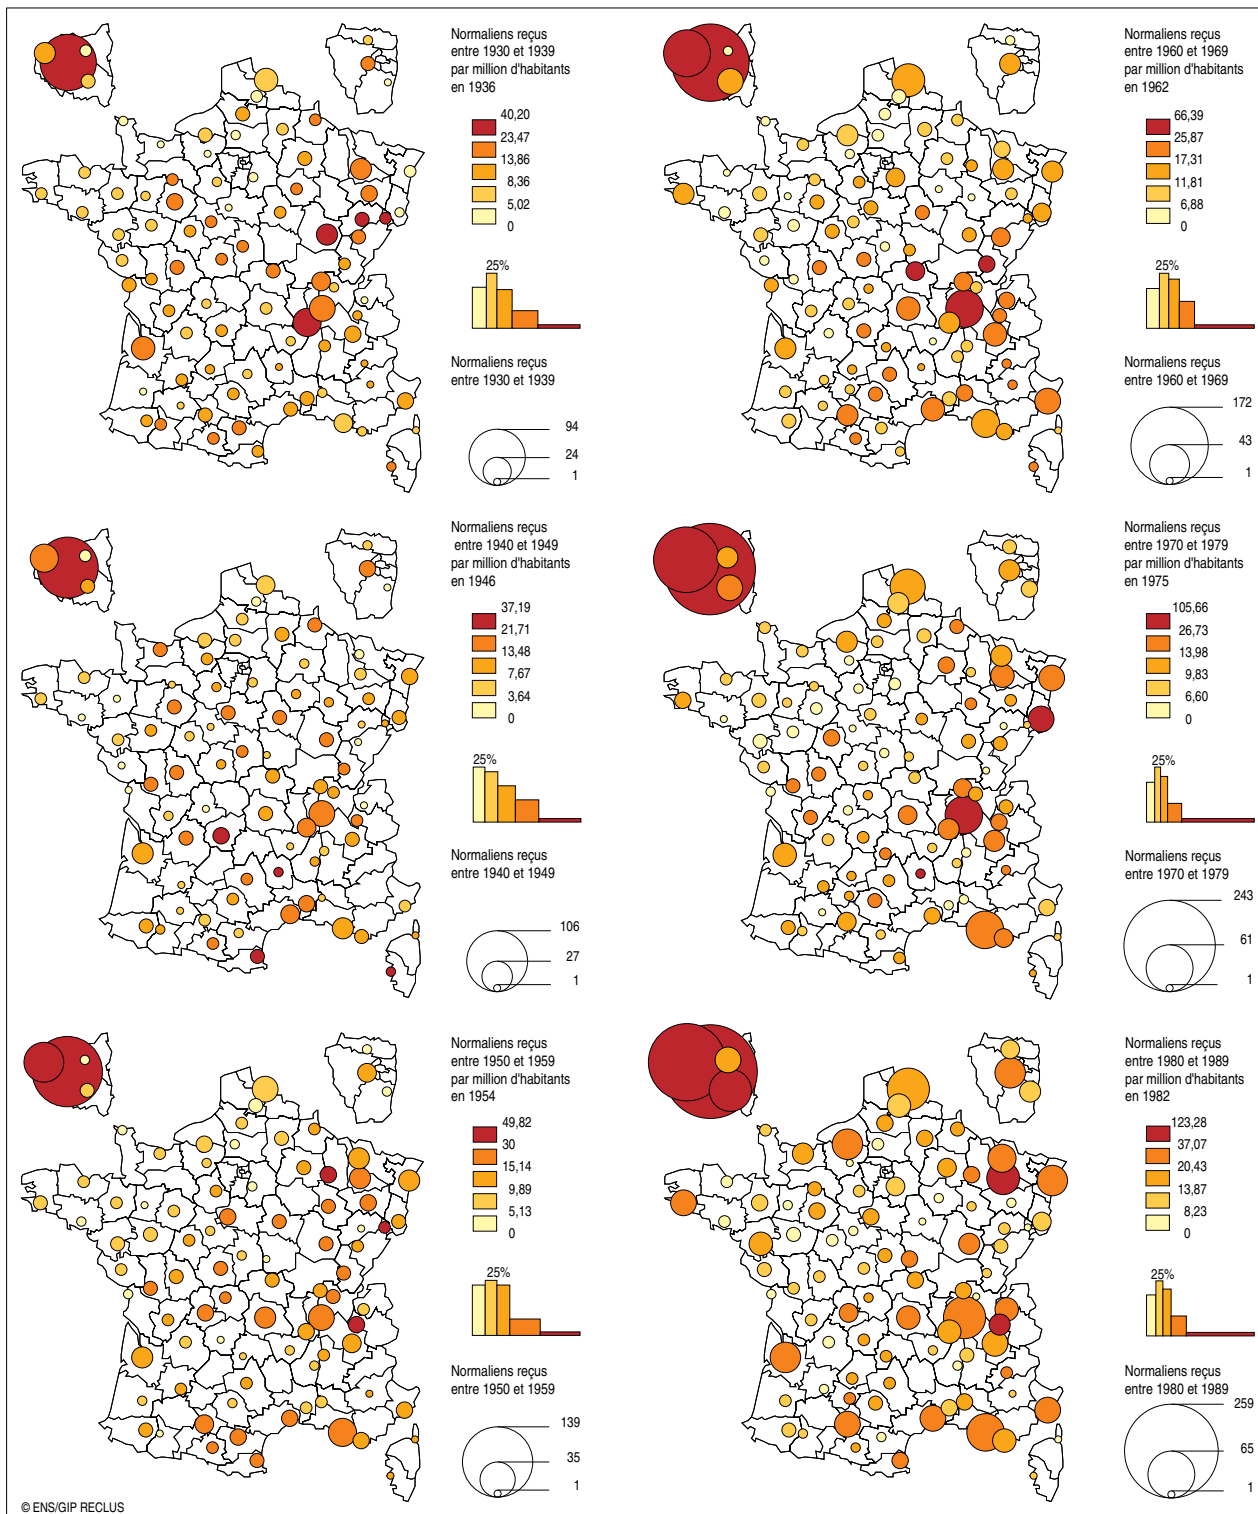 Normaliens reçus
entre 1930 et 1939
par million d'habitants
en 1936
40,20
23,47
13,86
8,36
5,02
0
25%
Normaliens reçus
entre 1930 et 1939
94
24
1
Normaliens reçus
entre 1960 et 1969
par million d'habitants
en 1962
66,39
25,87
17,31
11,81
6,88
0
25%
Normaliens reçus
entre 1960 et 1969
172
43
1
Normaliens reçus
entre 1940 et 1949
par million d'habitants
en 1946
37,19
21,71
13,48
7,67
3,64
0
25%
Normaliens reçus
entre 1940 et 1949
106
27
1
Normaliens reçus
entre 1970 et 1979
par million d'habitants
en 1975
105,66
26,73
13,98
9,83
6,60
0
25%
Normaliens reçus
entre 1970 et 1979
243
61
1
Normaliens reçus
entre 1950 et 1959
par million d'habitants
en 1954
49,82
30
15,14
9,89
5,13
0
25%
Normaliens reçus
entre 1950 et 1959
139
35
1
Normaliens reçus
entre 1980 et 1989
par million d'habitants
en 1982
123,28
37,07
20,43
13,87
8,23
0
25%
Normaliens reçus
entre 1980 et 1989
259
65
1
© ENS/GIP RECLUS